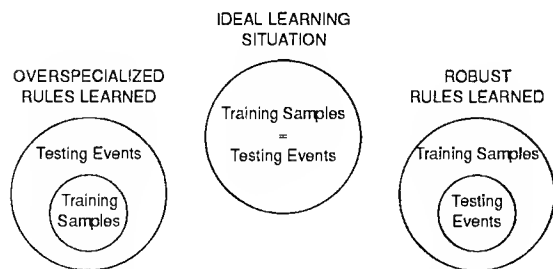 IDEAL LEARNING
SITUATION
OVERSPECIALIZED
RULES LEARNED
ROBUST
RULES LEARNED
Training Samples
=
Testing Events
Testing Events
Training
Samples
Training Samples
Testing
Events